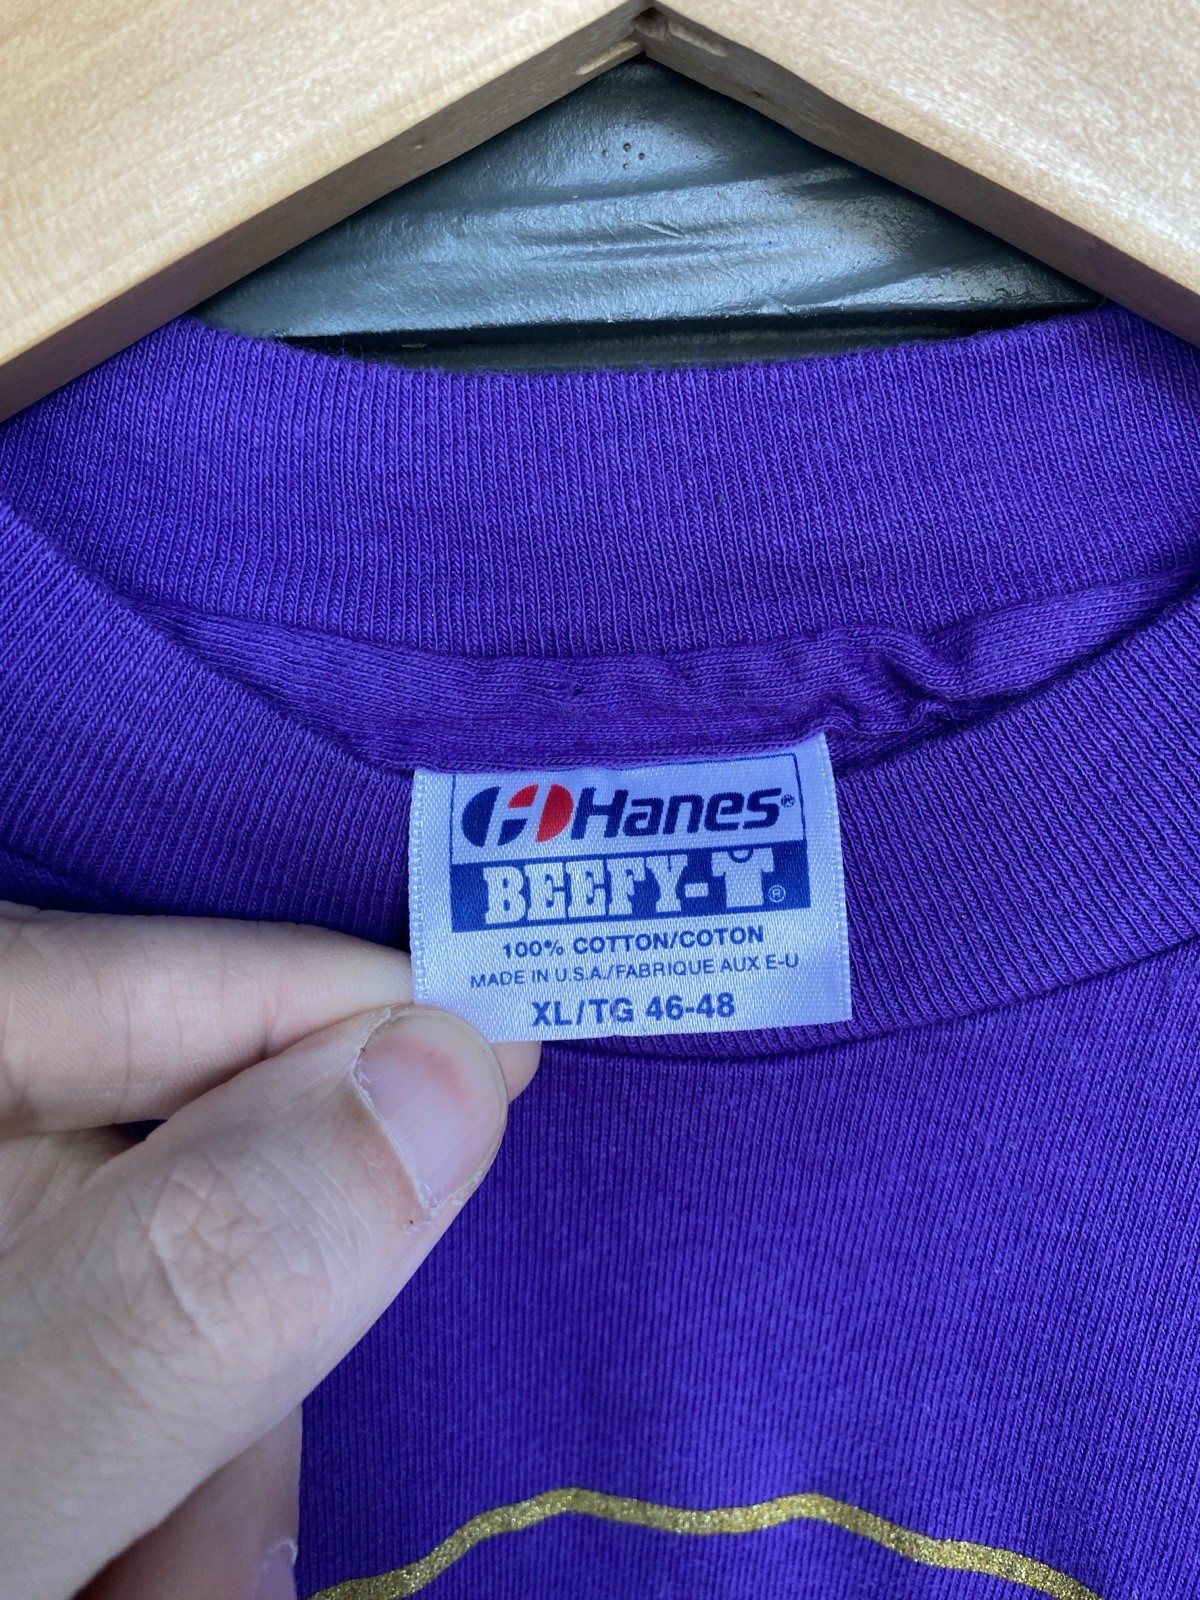 Hanes®
BEEFY-T®
100% COTTON/COTON
MADE IN U.S.A./FABRIQUE AUX E-U
XL/TG 46-48